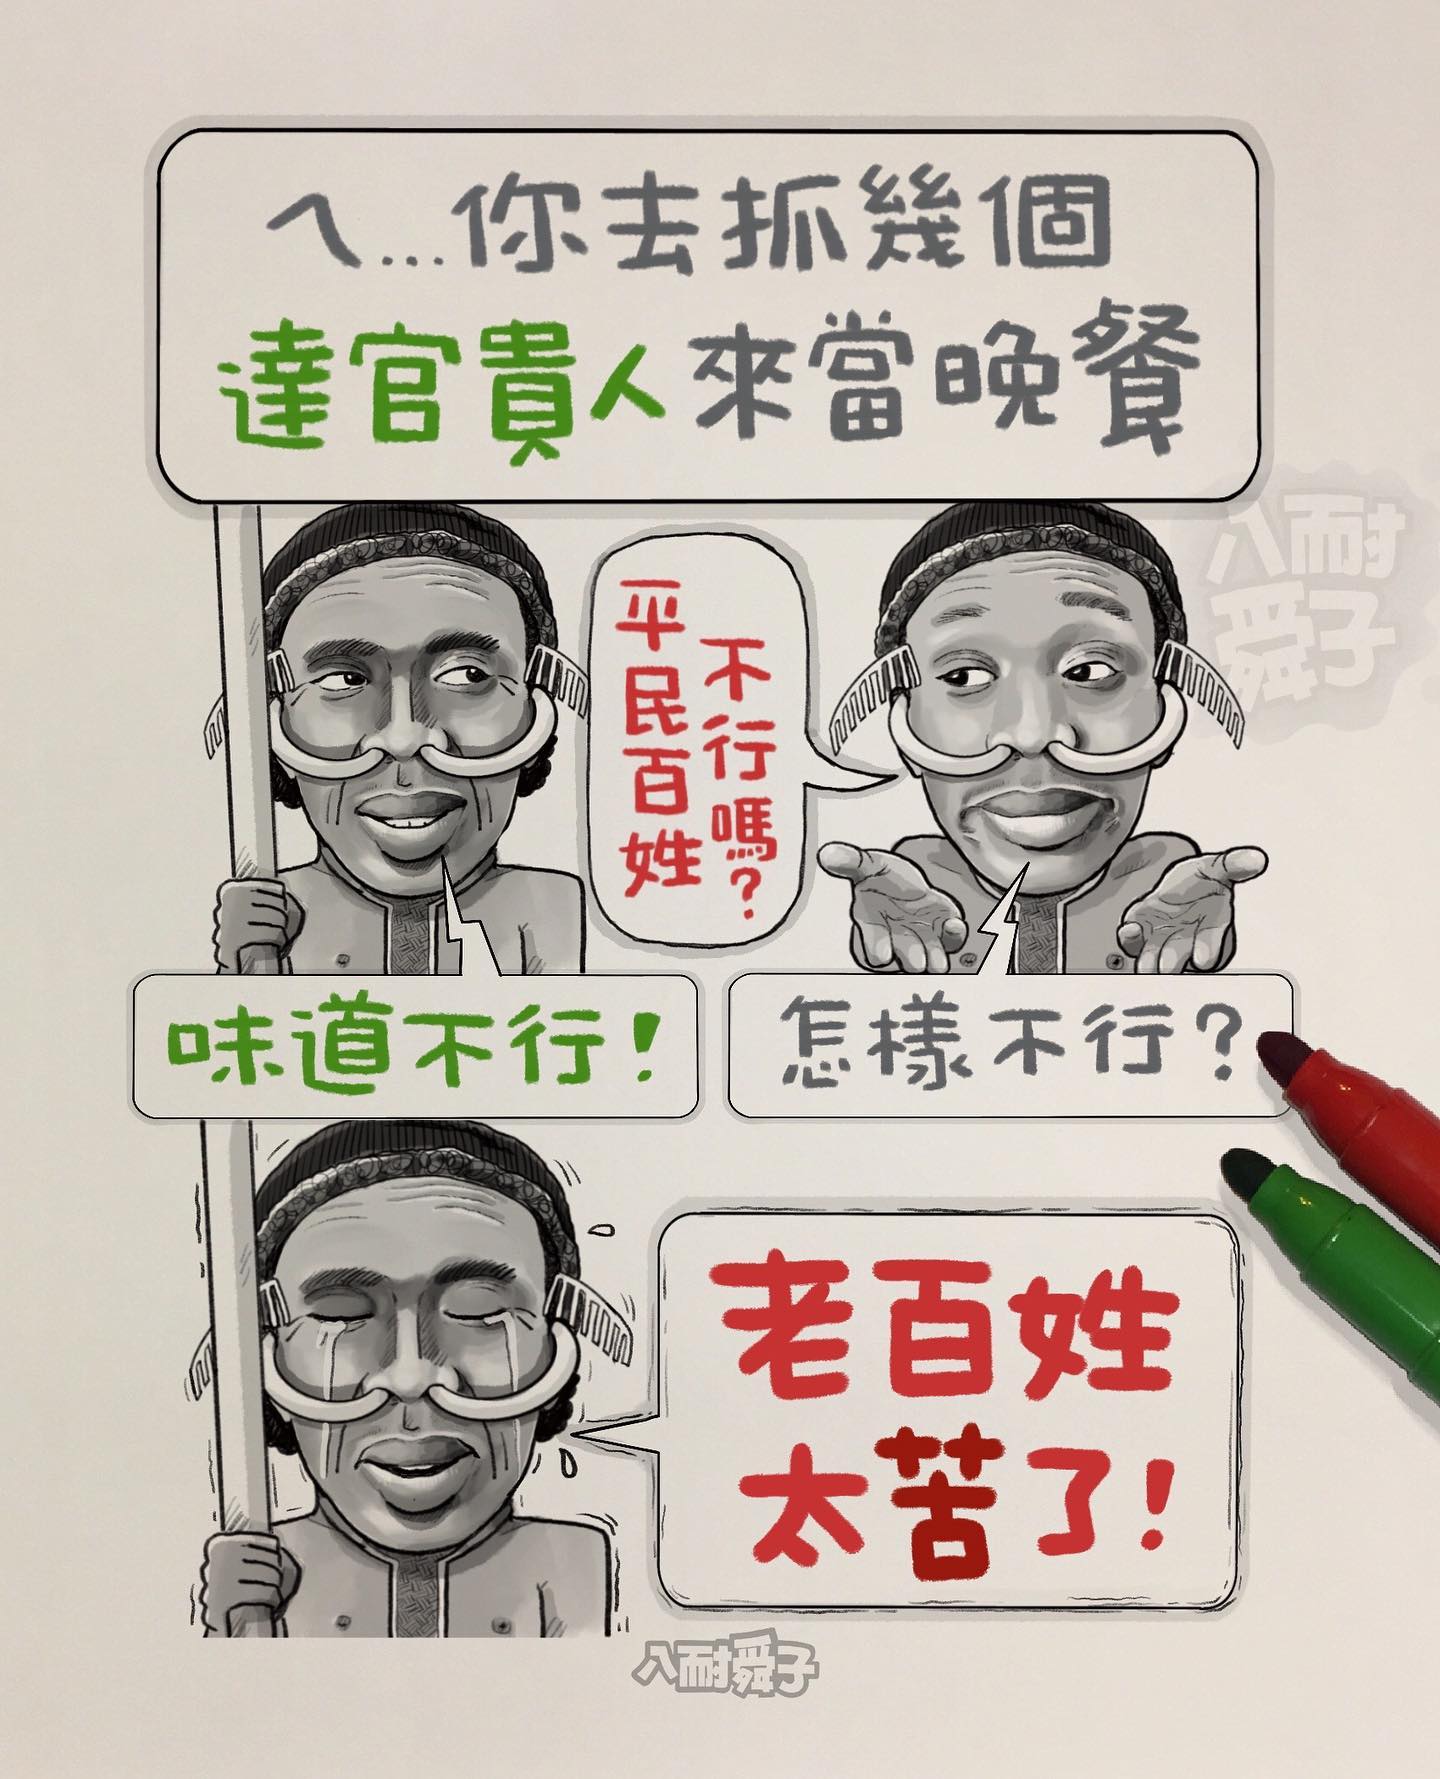 ㄟ...你去抓幾個
達官貴人來當晚餐
不行嗎?
平民百姓
怎樣不行?
味道不行!
老百姓
太苦了!
八耐舜子
八耐
舜子